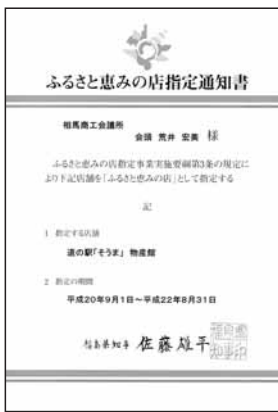 ふるさと恵みの店指定通知書
相馬商工会議所
会頭 荒井 宏美 様
ふるさと恵みの店指定事業実施要綱第3条の規定に
より下記店舗を「ふるさと恵みの店」として指定する
記
1 指定する店舗
道の駅「そうま」物産館
2 指定の期間
平成20年9月1日~平成22年8月31日
福島県知事 佐藤雄平